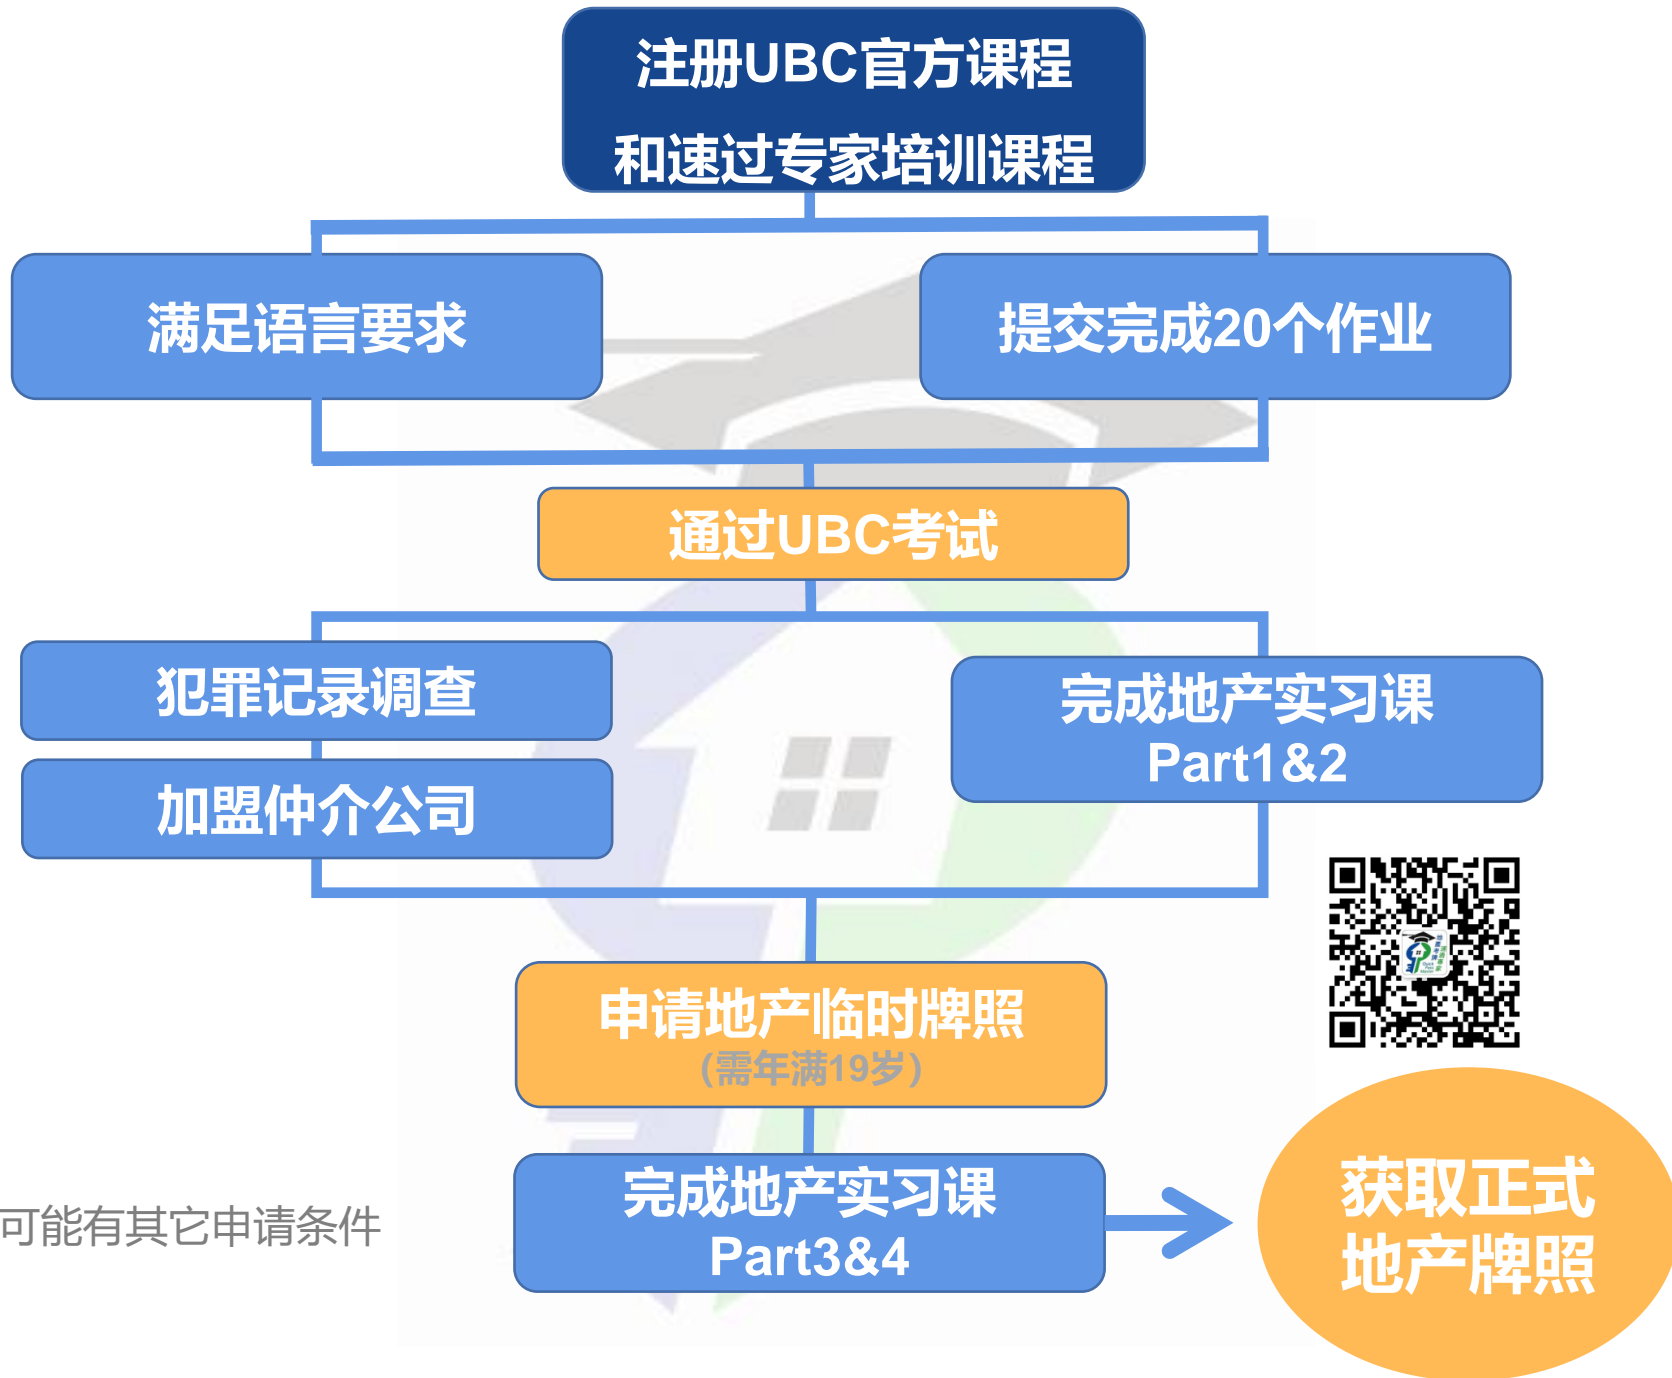 注册UBC官方课程
和速过专家培训课程
满足语言要求
提交完成20个作业
通过UBC考试
犯罪记录调查
加盟仲介公司
完成地产实习课
Part1&2
申请地产临时牌照
(需年满19岁)
完成地产实习课
Part3&4
获取正式
地产牌照
可能有其它申请条件